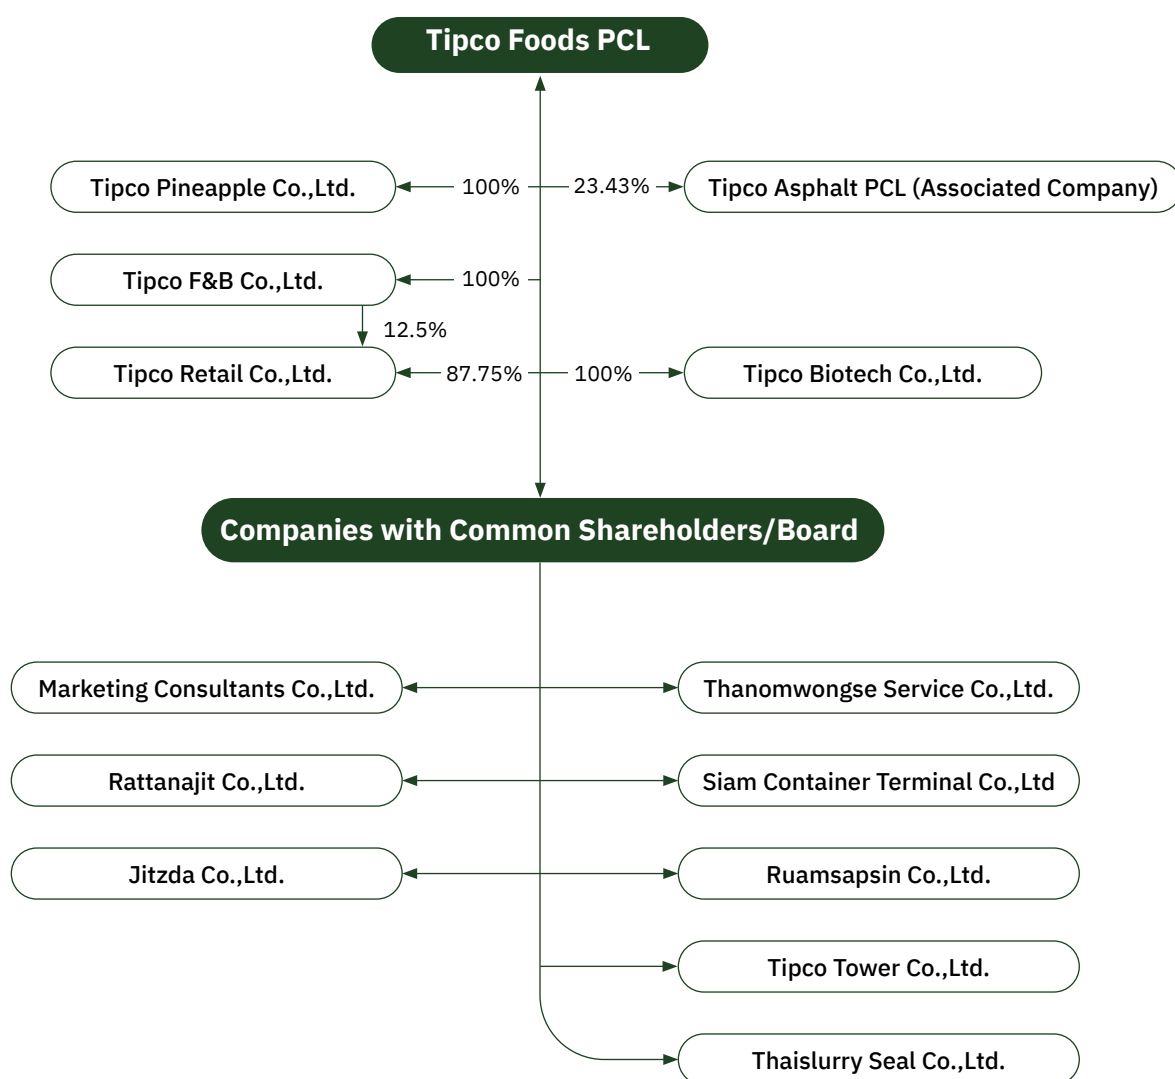 Tipco Foods PCL
Tipco Pineapple Co.,Ltd.
100%
23.43%
Tipco Asphalt PCL (Associated Company)
Tipco F&B Co.,Ltd.
100%
12.5%
Tipco Retail Co.,Ltd.
87.75%
100%
Tipco Biotech Co.,Ltd.
Companies with Common Shareholders/Board
Marketing Consultants Co.,Ltd.
Thanomwongse Service Co.,Ltd.
Rattanajit Co.,Ltd.
Siam Container Terminal Co.,Ltd
Jitzda Co.,Ltd.
Ruamsapsin Co.,Ltd.
Tipco Tower Co.,Ltd.
Thaislurry Seal Co.,Ltd.